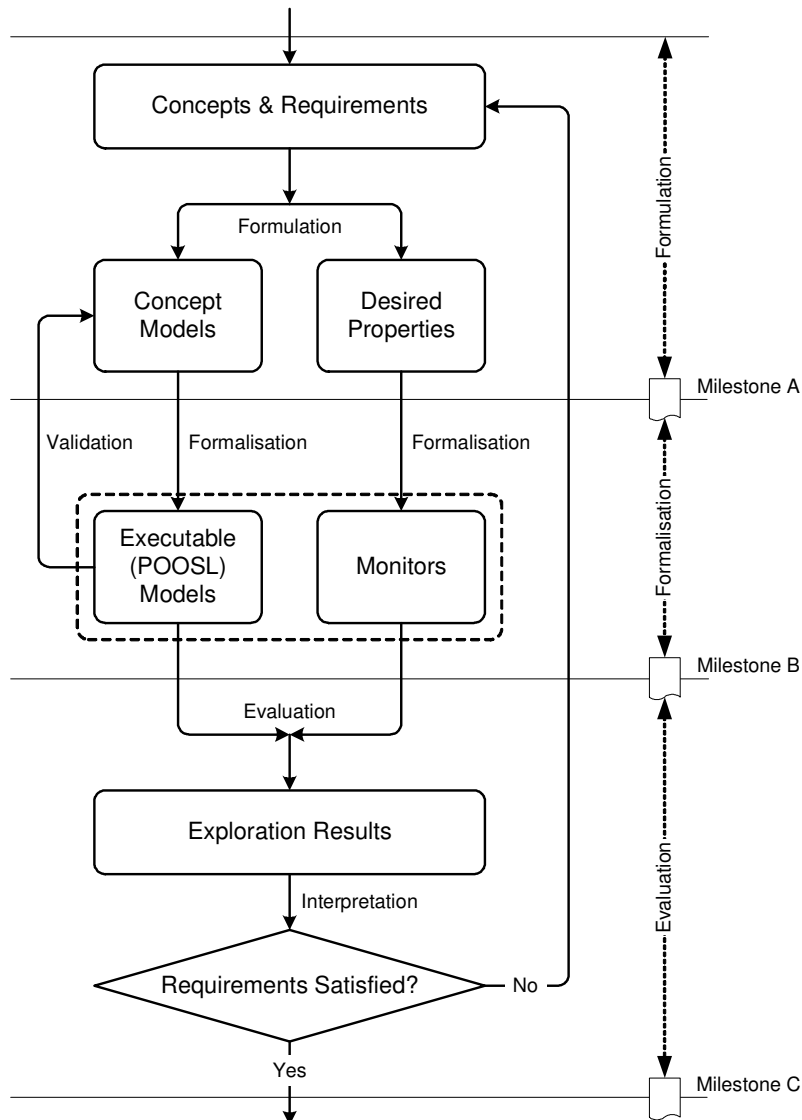 Concepts & Requirements
Formulation
Formulation
Concept
Models
Desired
Properties
Milestone A
Validation
Formalisation
Formalisation
Formalisation
Executable
(POOSL)
Models
Monitors
Milestone B
Evaluation
Exploration Results
Interpretation
Evaluation
Requirements Satisfied?
No
Yes
Milestone C